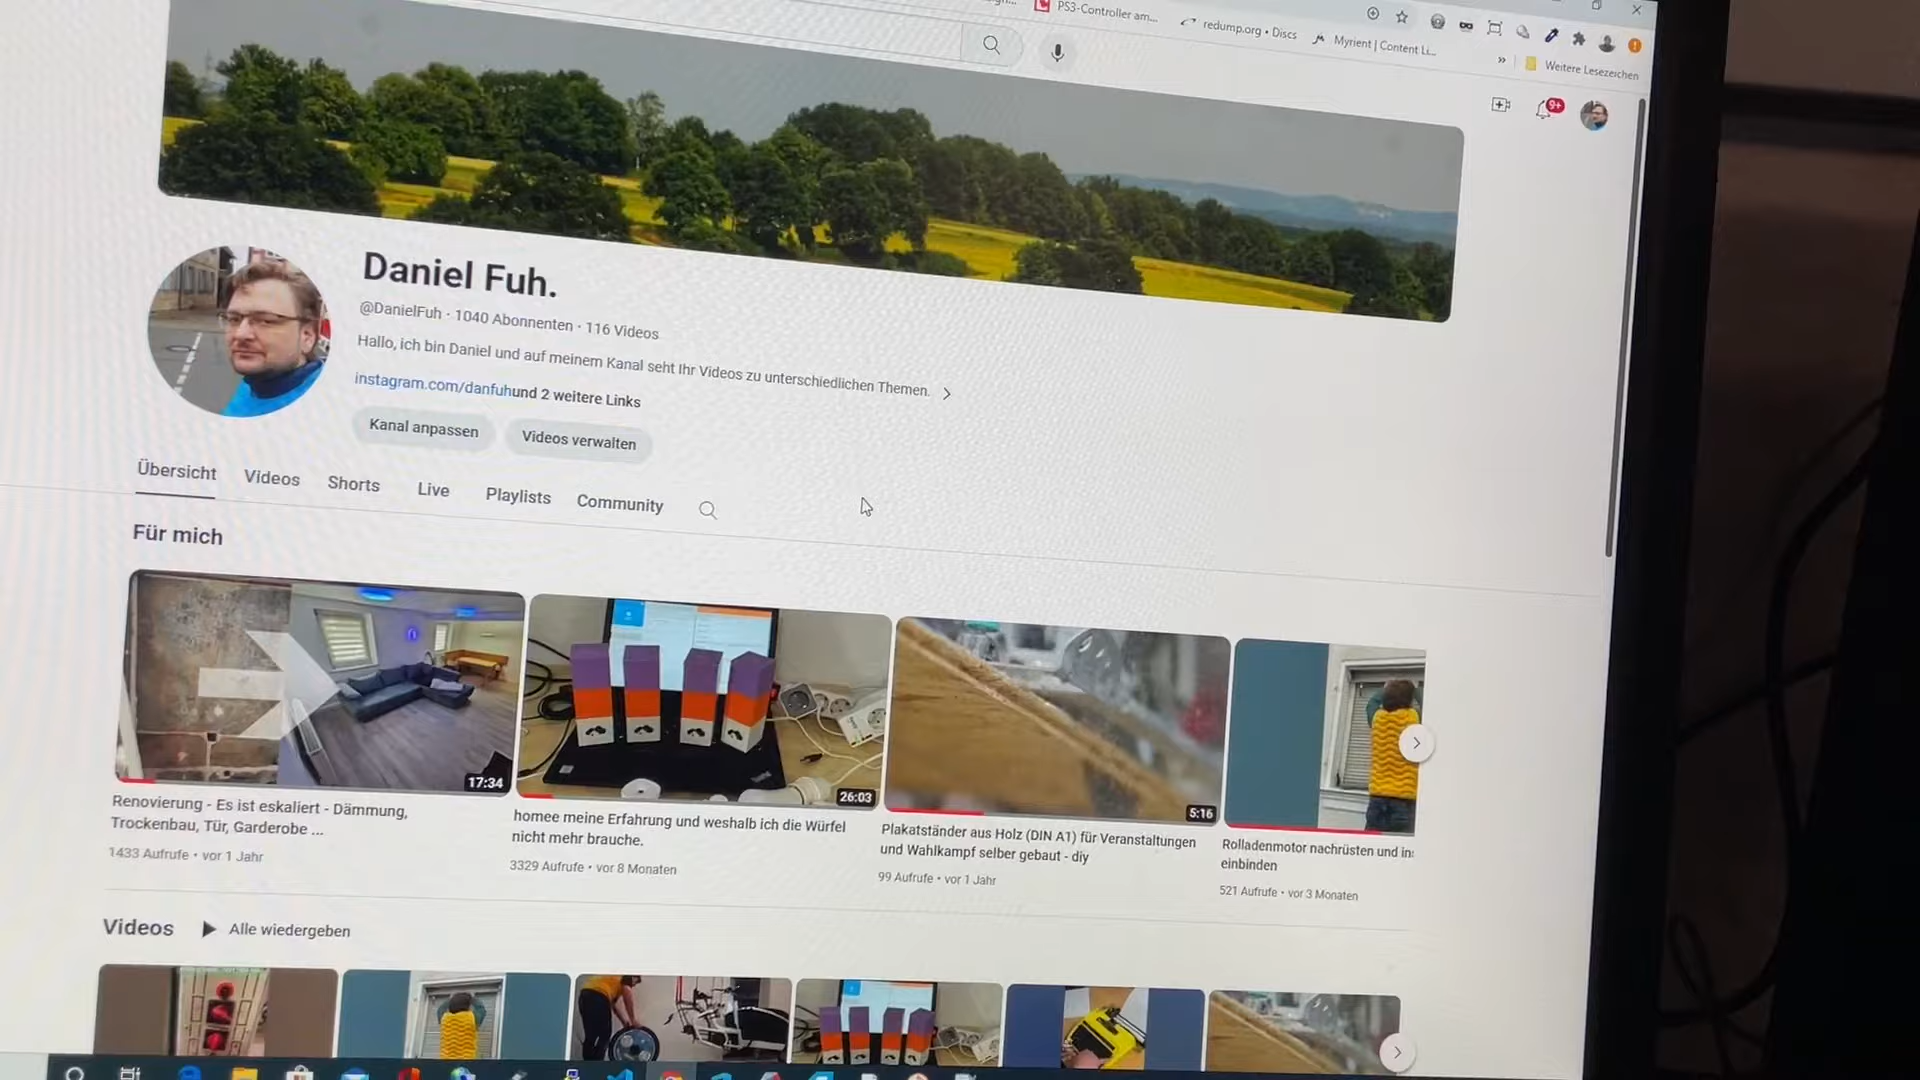 PS3-Controller am...
redump.org • Discs
Myrient | Content Li...
Weitere Lesezeichen
9+
Daniel Fuh.
@DanielFuh · 1040 Abonnenten · 116 Videos
Hallo, ich bin Daniel und auf meinem Kanal seht Ihr Videos zu unterschiedlichen Themen.
instagram.com/danfuhund 2 weitere Links
Kanal anpassen
Videos verwalten
Übersicht
Videos
Shorts
Live
Playlists
Community
Für mich
17:34
Renovierung - Es ist eskaliert - Dämmung,
Trockenbau, Tür, Garderobe ...
1433 Aufrufe • vor 1 Jahr
26:03
homee meine Erfahrung und weshalb ich die Würfel
nicht mehr brauche.
3329 Aufrufe • vor 8 Monaten
5:16
Plakatständer aus Holz (DIN A1) für Veranstaltungen
und Wahlkampf selber gebaut - diy
99 Aufrufe • vor 1 Jahr
Rolladenmotor nachrüsten und in
einbinden
521 Aufrufe • vor 3 Monaten
Videos
Alle wiedergeben